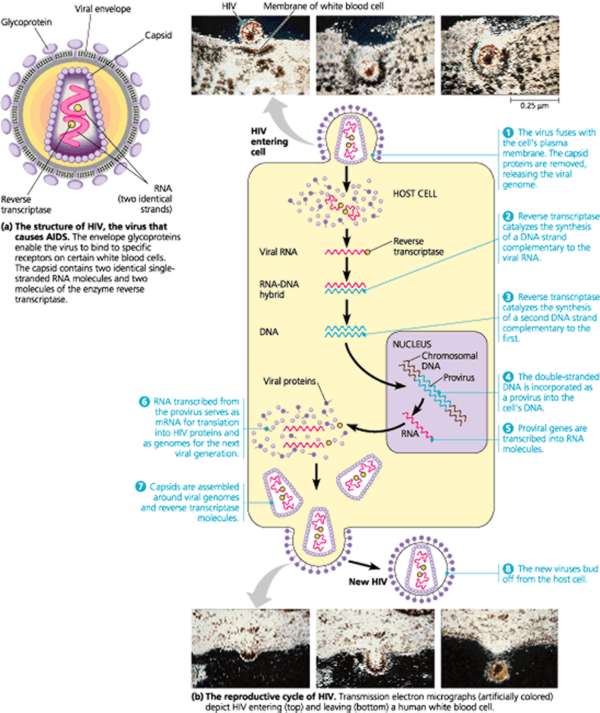 Glycoprotein
Viral envelope
Capsid
Reverse
transcriptase
RNA
(two identical
strands)
(a) The structure of HIV, the virus that
causes AIDS. The envelope glycoproteins
enable the virus to bind to specific
receptors on certain white blood cells.
The capsid contains two identical single-
stranded RNA molecules and two
molecules of the enzyme reverse
transcriptase.
HIV
Membrane of white blood cell
0.25 µm
HIV
entering
cell
1 The virus fuses with
the cell's plasma
membrane. The capsid
proteins are removed,
releasing the viral
genome.
HOST CELL
2 Reverse transcriptase
catalyzes the synthesis
of a DNA strand
complementary to the
viral RNA.
Viral RNA
Reverse
transcriptase
RNA-DNA
hybrid
3 Reverse transcriptase
catalyzes the synthesis
of a second DNA strand
complementary to the
first.
DNA
NUCLEUS
Chromosomal
DNA
Provirus
4 The double-stranded
DNA is incorporated as
a provirus into the
cell's DNA.
RNA
5 Proviral genes are
transcribed into RNA
molecules.
Viral proteins
6 RNA transcribed from
the provirus serves as
mRNA for translation
into HIV proteins and
as genomes for the next
viral generation.
7 Capsids are assembled
around viral genomes
and reverse transcriptase
molecules.
New HIV
8 The new viruses bud
off from the host cell.
(b) The reproductive cycle of HIV. Transmission electron micrographs (artificially colored)
depict HIV entering (top) and leaving (bottom) a human white blood cell.